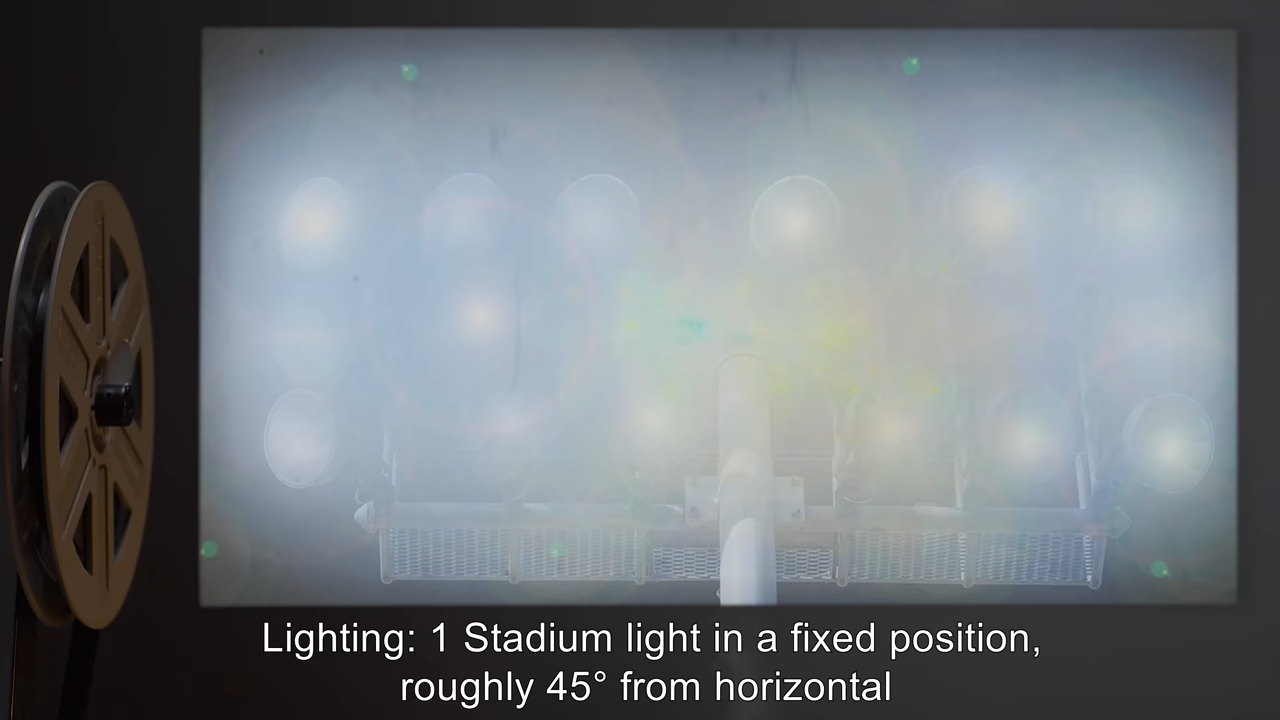 Lighting: 1 Stadium light in a fixed position,
roughly 45° from horizontal